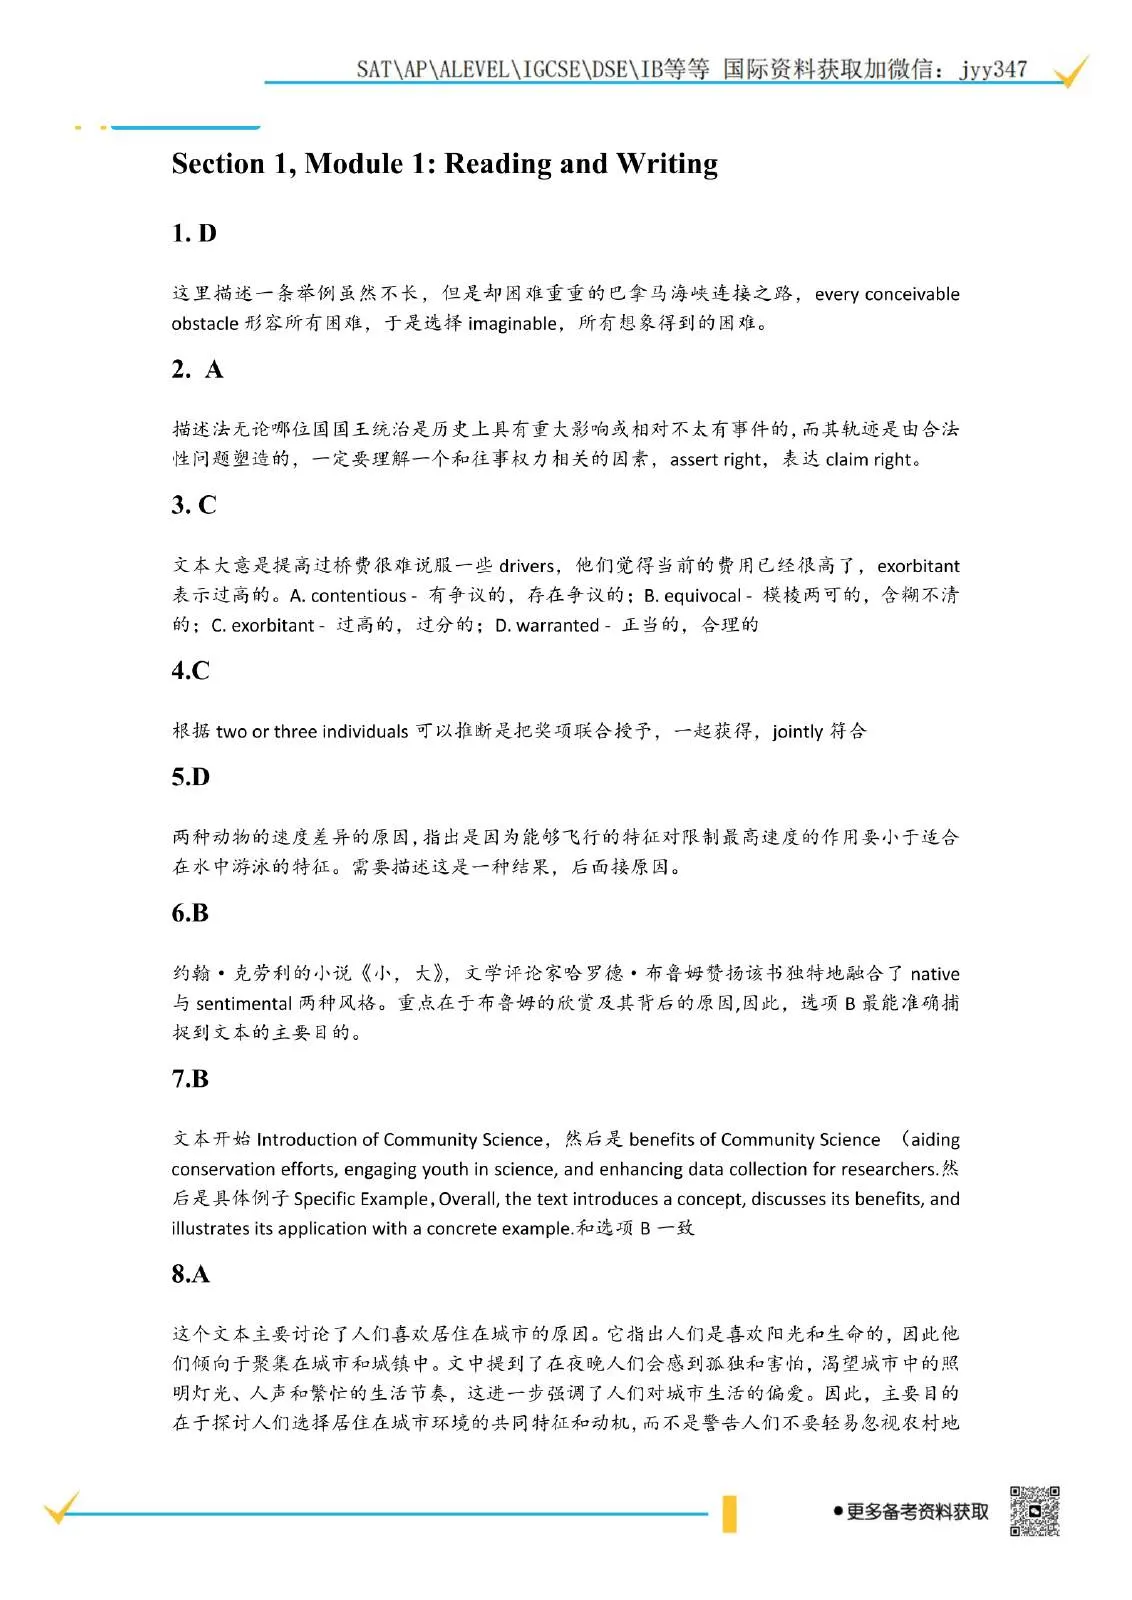 SAT\AP\ALEVEL\IGCSE\DSE\IB等等 国际资料获取加微信：jyy347
Section 1, Module 1: Reading and Writing
1. D
这里描述一条举例虽然不长，但是却困难重重的巴拿马海峡连接之路，every conceivable
obstacle 形容所有困难，于是选择 imaginable，所有想象得到的困难。
2. A
描述法无论哪位国国王统治是历史上具有重大影响或相对不太有事件的,而其轨迹是由合法
性问题塑造的，一定要理解一个和往事权力相关的因素，assert right，表达 claim right。
3. C
文本大意是提高过桥费很难说服一些 drivers，他们觉得当前的费用已经很高了，exorbitant
表示过高的。A. contentious - 有争议的，存在争议的；B. equivocal - 模棱两可的，含糊不清
的；C. exorbitant - 过高的，过分的；D. warranted - 正当的，合理的
4.C
根据 two or three individuals 可以推断是把奖项联合授予，一起获得，jointly 符合
5.D
两种动物的速度差异的原因,指出是因为能够飞行的特征对限制最高速度的作用要小于适合
在水中游泳的特征。需要描述这是一种结果，后面接原因。
6.B
约翰·克劳利的小说《小，大》，文学评论家哈罗德·布鲁姆赞扬该书独特地融合了 native
与 sentimental 两种风格。重点在于布鲁姆的欣赏及其背后的原因,因此，选项 B 最能准确捕
捉到文本的主要目的。
7.B
文本开始 Introduction of Community Science，然后是 benefits of Community Science （aiding
conservation efforts, engaging youth in science, and enhancing data collection for researchers.然
后是具体例子 Specific Example，Overall, the text introduces a concept, discusses its benefits, and
illustrates its application with a concrete example.和选项 B 一致
8.A
这个文本主要讨论了人们喜欢居住在城市的原因。它指出人们是喜欢阳光和生命的，因此他
们倾向于聚集在城市和城镇中。文中提到了在夜晚人们会感到孤独和害怕，渴望城市中的照
明灯光、人声和繁忙的生活节奏，这进一步强调了人们对城市生活的偏爱。因此，主要目的
在于探讨人们选择居住在城市环境的共同特征和动机,而不是警告人们不要轻易忽视农村地
●更多备考资料获取